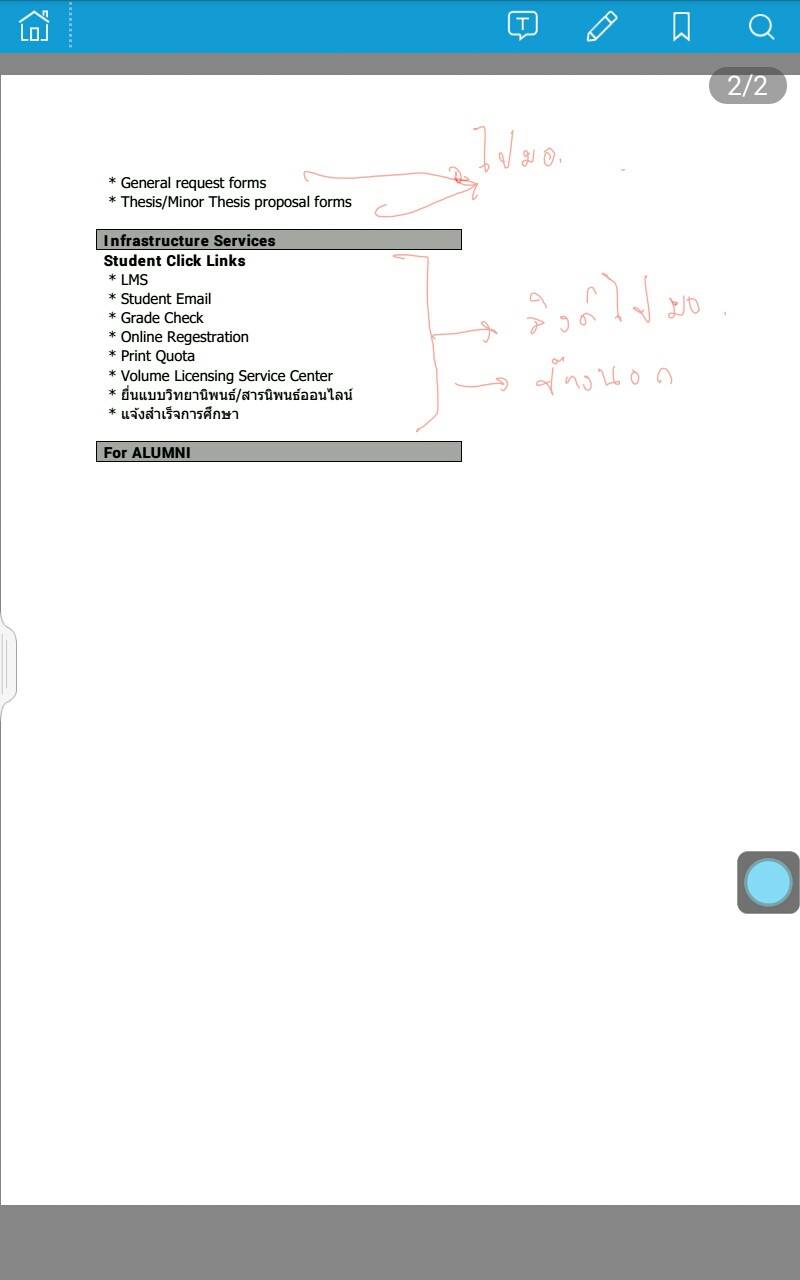 2/2
ไปมอ.
* General request forms
* Thesis/Minor Thesis proposal forms
Infrastructure Services
Student Click Links
* LMS
* Student Email
* Grade Check
ลิงก์ไปมอ.
* Online Regestration
* Print Quota
* Volume Licensing Service Center
ข้างนอก
* ยื่นแบบวิทยานิพนธ์/สารนิพนธ์ออนไลน์
* แจ้งสำเร็จการศึกษา
For ALUMNI